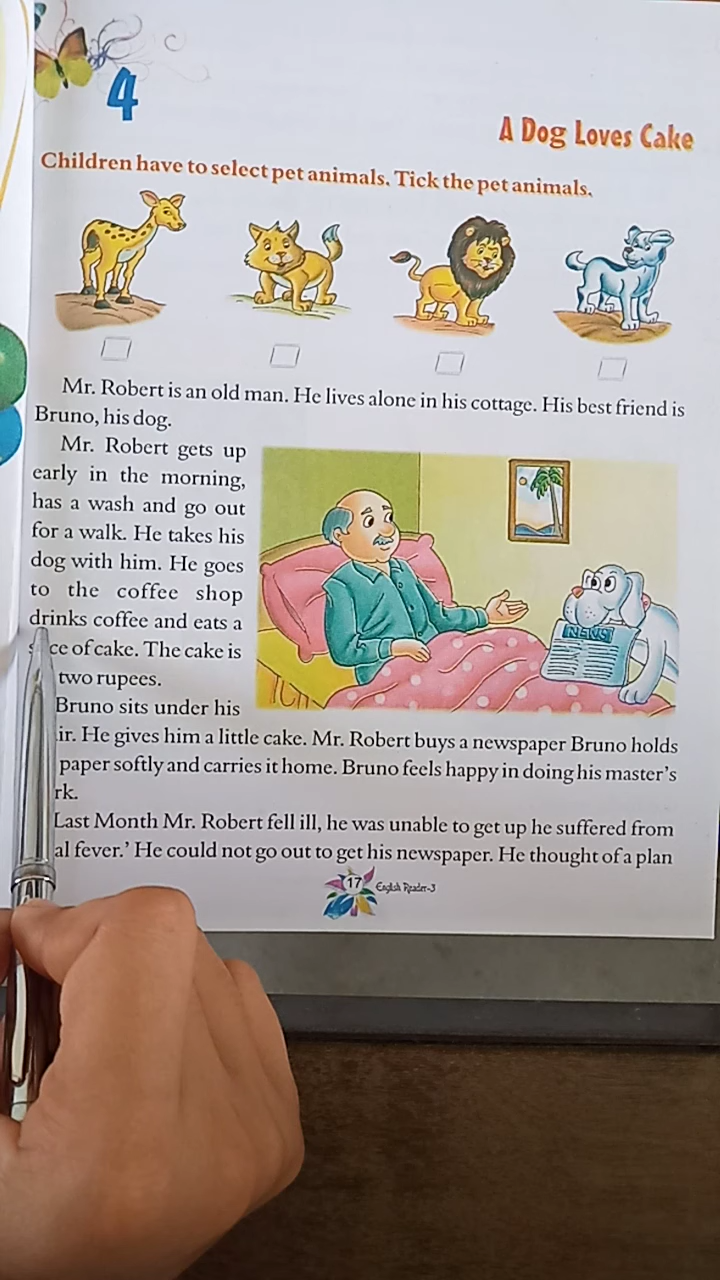 4
A Dog Loves Cake
Children have to select pet animals. Tick the pet animals.
Mr. Robert is an old man. He lives alone in his cottage. His best friend is
Bruno, his dog.
Mr. Robert gets up
early in the morning,
has a wash and go out
for a walk. He takes his
dog with him. He goes
to the coffee shop
drinks coffee and eats a
of cake. The cake is
two rupees.
Bruno sits under his
He gives him a little cake. Mr. Robert buys a newspaper Bruno holds
paper softly and carries it home. Bruno feels happy in doing his master's
Last Month Mr. Robert fell ill, he was unable to get up he suffered from
fever.' He could not go out to get his newspaper. He thought of a plan
NEWS
17
English Reader-3